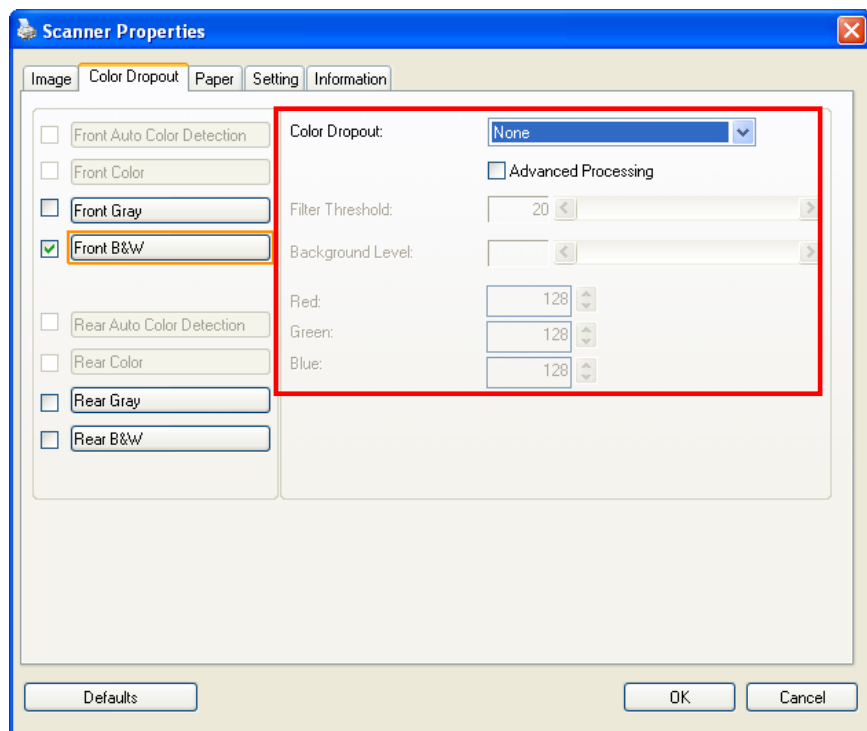 Scanner Properties
Image Color Dropout Paper Setting Information
Front Auto Color Detection
Front Color
Front Gray
Front B&W
Rear Auto Color Detection
Rear Color
Rear Gray
Rear B&W
Color Dropout: None
Advanced Processing
Filter Threshold: 20
Background Level:
Red: 128
Green: 128
Blue: 128
Defaults OK Cancel